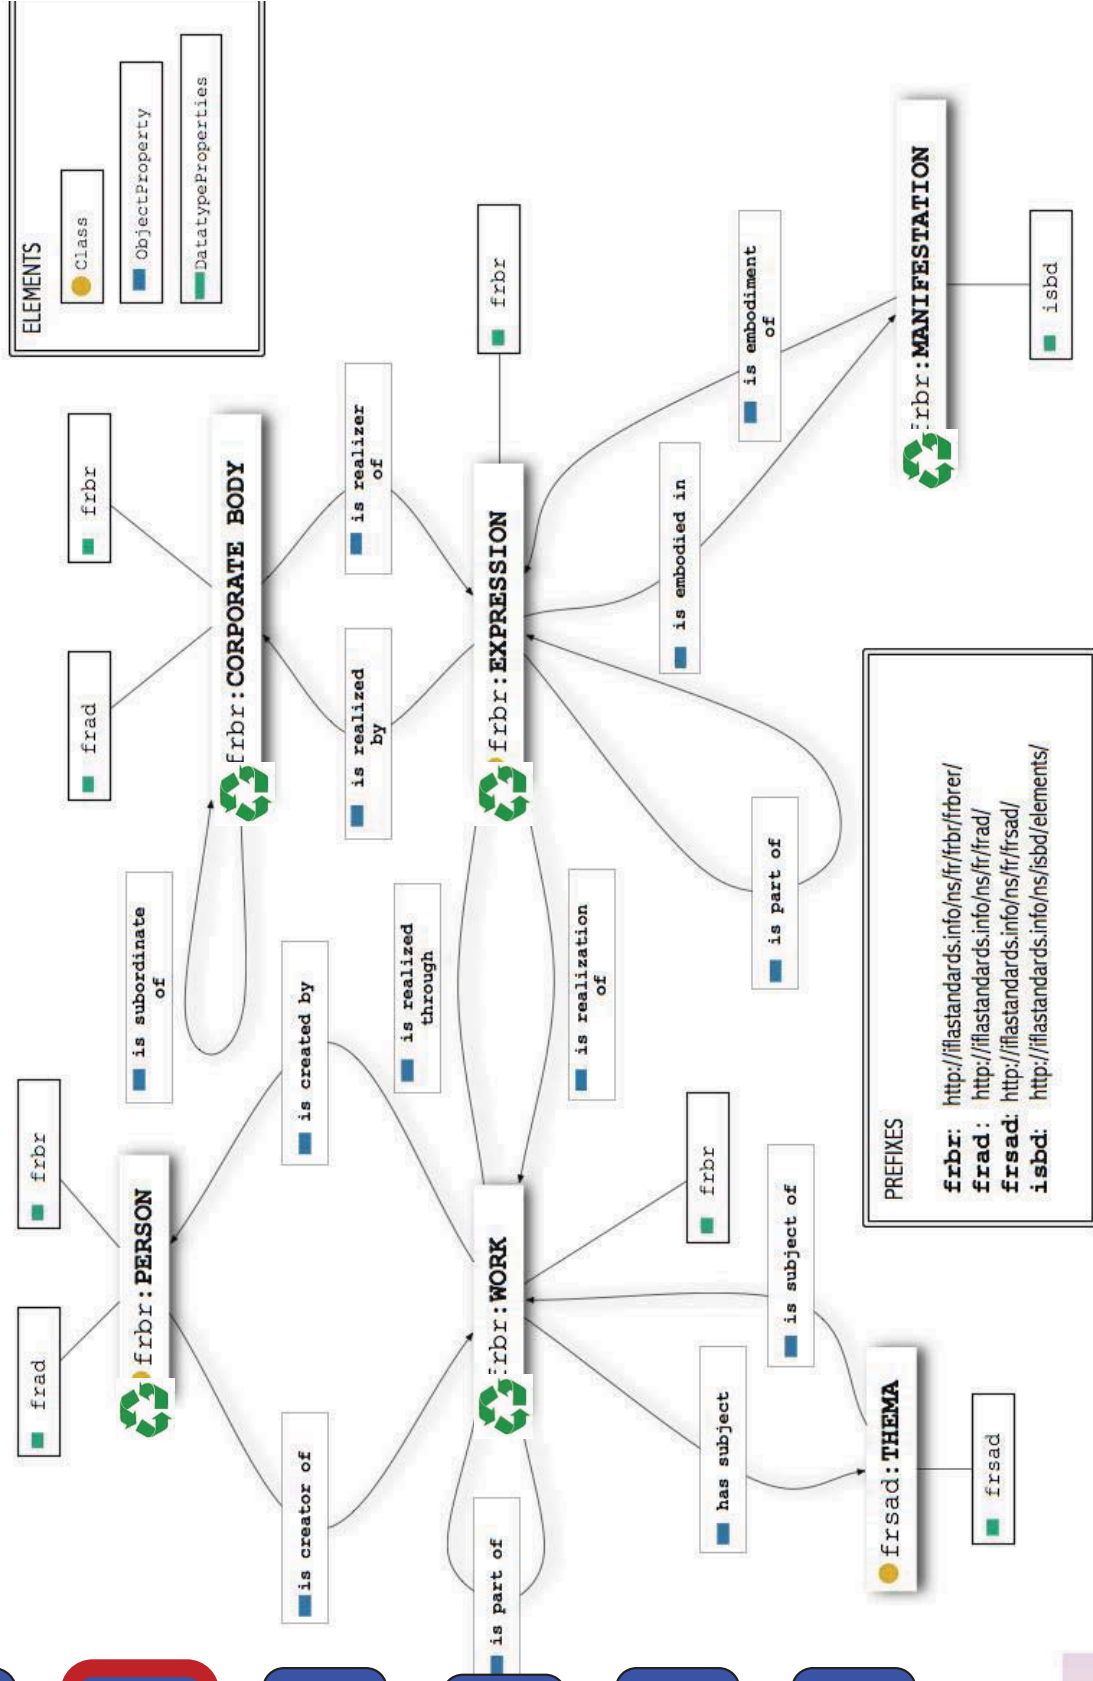 frad
frbr
ELEMENTS
Class
ObjectProperty
DatatypeProperties
frbr:PERSON
is subordinate
of
frad
frbr
frbr:CORPORATE BODY
is creator of
is created by
is realized
by
is realizer
of
is realized
through
is part of
frbr:WORK
frbr:EXPRESSION
frbr
is realization
of
is embodied in
is embodiment
of
frbr
has subject
is subject of
is part of
frsad:THEMA
frsad
frbr:MANIFESTATION
isbd
PREFIXES
frbr: http://iflastandards.info/ns/fr/frbr/frbrer/
frad : http://iflastandards.info/ns/fr/frad/
frsad: http://iflastandards.info/ns/fr/frsad/
isbd: http://iflastandards.info/ns/isbd/elements/